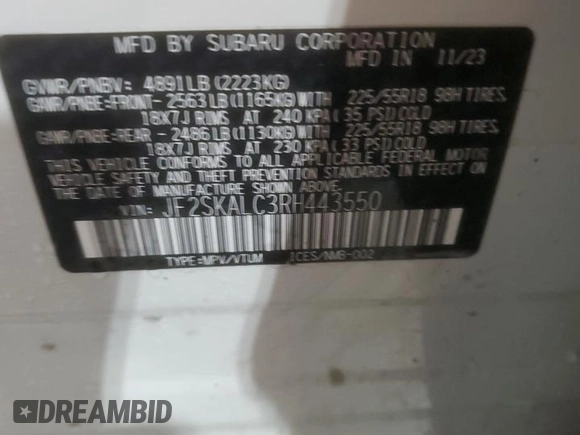 MFD BY SUBARU CORPORATION
MFD IN 11/23
GVWR/PNBV: 4891LB(2223KG)
GAWR/PNBE-FRONT-2563LB(1165KG)WITH 225/55R18 98H TIRES,
18X7J RIMS AT 240 KPA(35 PSI)COLD
GAWR/PNBE-REAR -2486LB(1130KG)WITH 225/55R18 98H TIRES,
18X7J RIMS AT 230 KPA(33 PSI)COLD
THIS VEHICLE CONFORMS TO ALL APPLICABLE FEDERAL MOTOR
VEHICLE SAFETY AND THEFT PREVENTION STANDARDS IN EFFECT
ON THE DATE OF MANUFACTURE SHOWN ABOVE.
VIN: JF2SKALC3RH443550
TYPE:MPV/VTUM ICES/NMB-002
DREAMBID